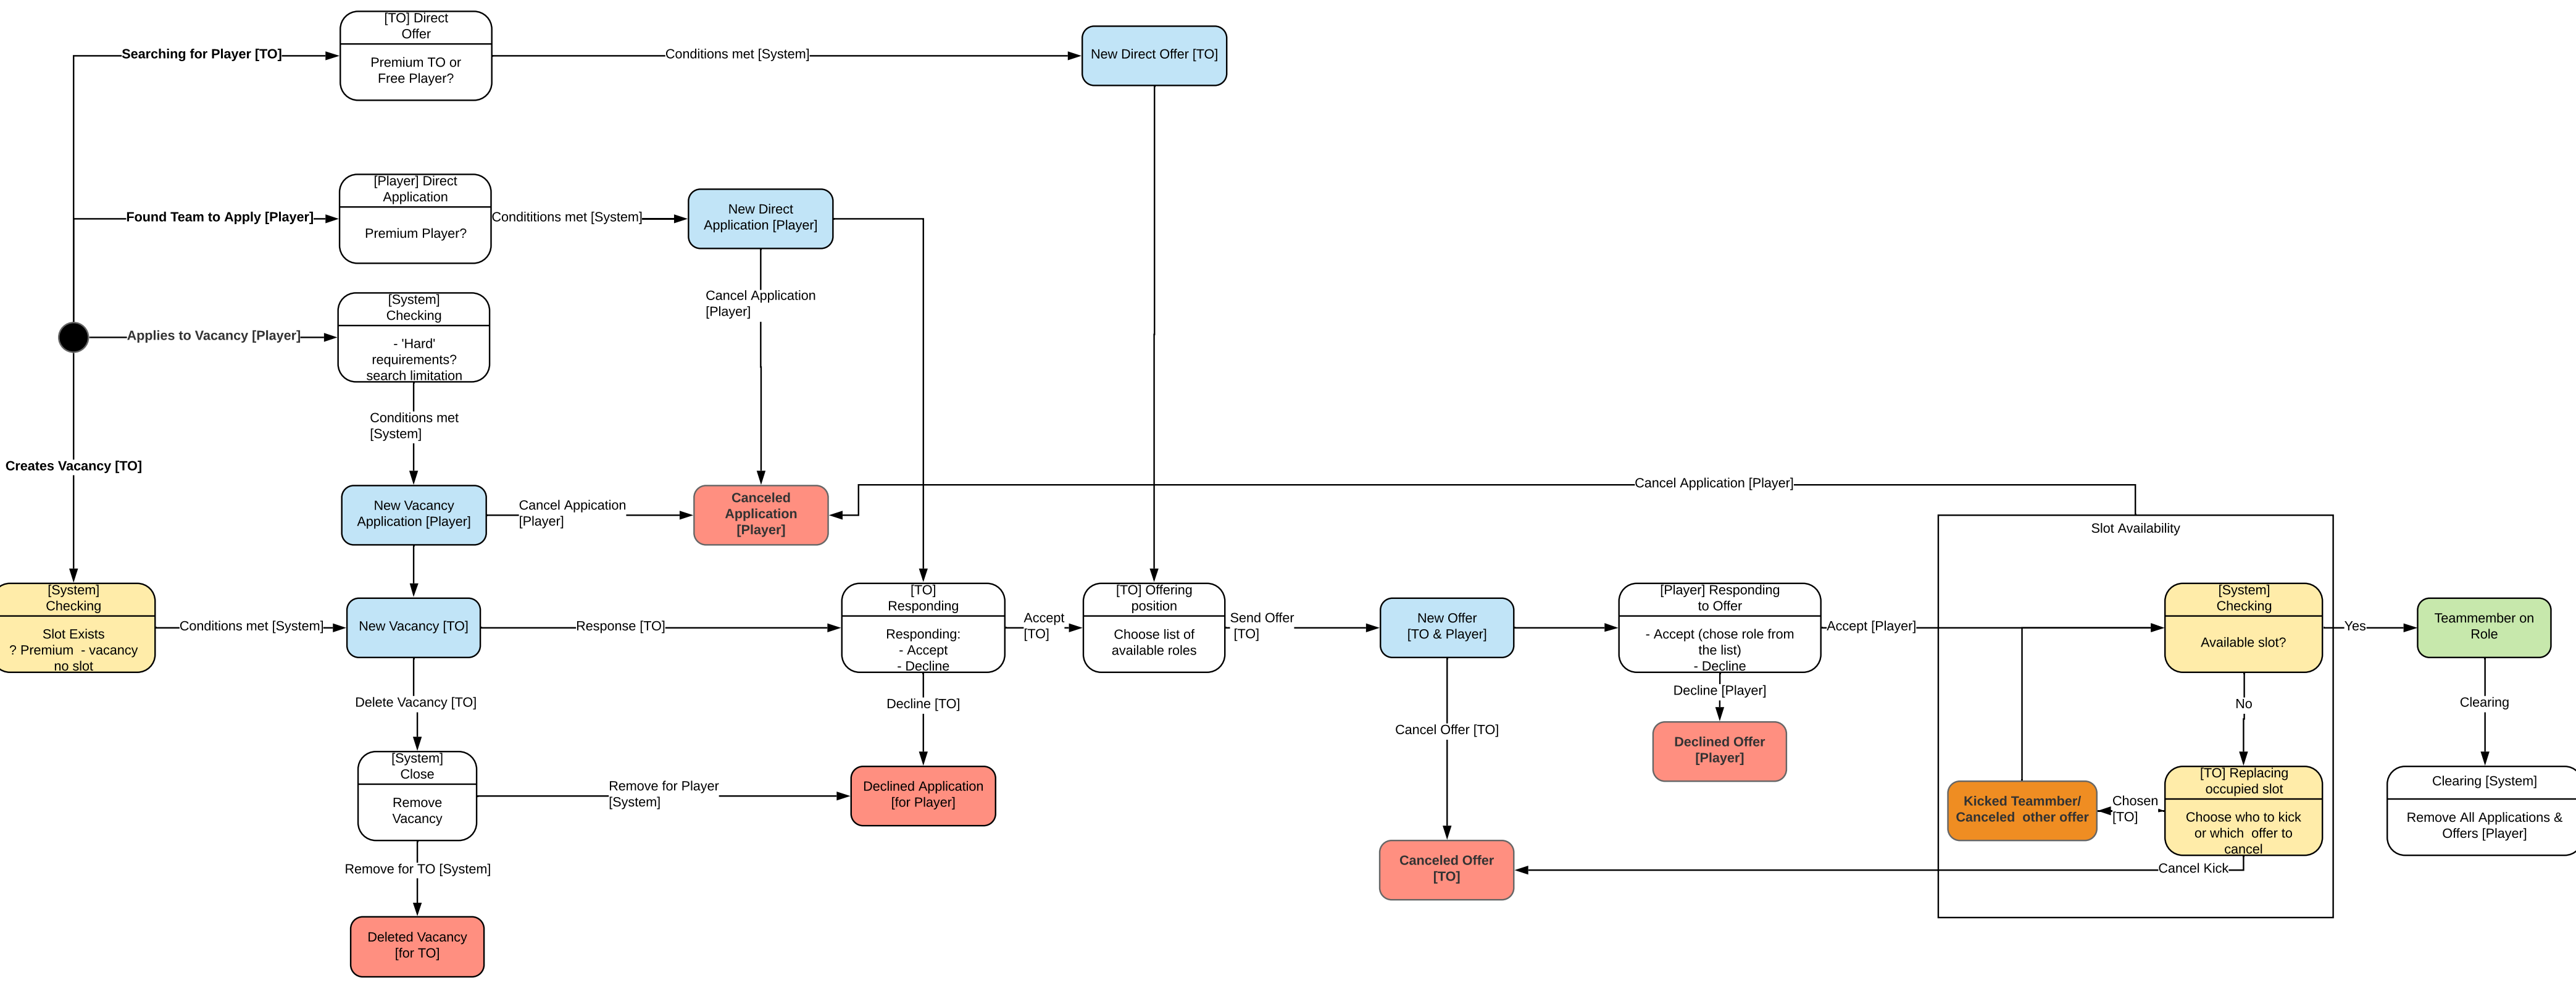 [TO] Direct
Offer
Premium TO or
Free Player?
Searching for Player [TO]
Conditions met [System]
New Direct Offer [TO]
[Player] Direct
Application
Premium Player?
Found Team to Apply [Player]
Condititions met [System]
New Direct
Application [Player]
Cancel Application
[Player]
[System]
Checking
- 'Hard'
requirements?
search limitation
Applies to Vacancy [Player]
Conditions met
[System]
Creates Vacancy [TO]
New Vacancy
Application [Player]
Cancel Appication
[Player]
Canceled
Application
[Player]
Cancel Application [Player]
Slot Availability
[System]
Checking
Slot Exists
? Premium  - vacancy
no slot
Conditions met [System]
New Vacancy [TO]
Response [TO]
[TO]
Responding
Responding:
- Accept
- Decline
Accept
[TO]
[TO] Offering
position
Choose list of
available roles
Send Offer
[TO]
New Offer
[TO & Player]
[Player] Responding
to Offer
- Accept (chose role from
the list)
- Decline
Accept [Player]
[System]
Checking
Available slot?
Yes
Teammember on
Role
Delete Vacancy [TO]
Decline [TO]
Decline [Player]
No
Clearing
Cancel Offer [TO]
Declined Offer
[Player]
[System]
Close
Remove
Vacancy
Remove for Player
[System]
Declined Application
[for Player]
Kicked Teammber/
Canceled  other offer
Chosen
[TO]
[TO] Replacing
occupied slot
Choose who to kick
or which  offer to
cancel
Clearing [System]
Remove All Applications &
Offers [Player]
Remove for TO [System]
Canceled Offer
[TO]
Cancel Kick
Deleted Vacancy
[for TO]